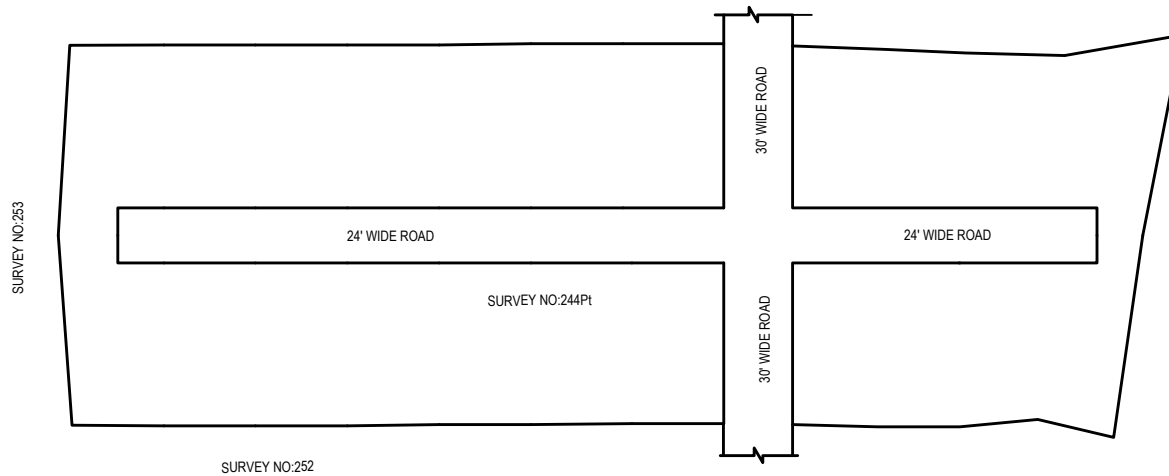 30' WIDE ROAD
SURVEY NO:253
24' WIDE ROAD
24' WIDE ROAD
SURVEY NO:244Pt
30' WIDE ROAD
SURVEY NO:252